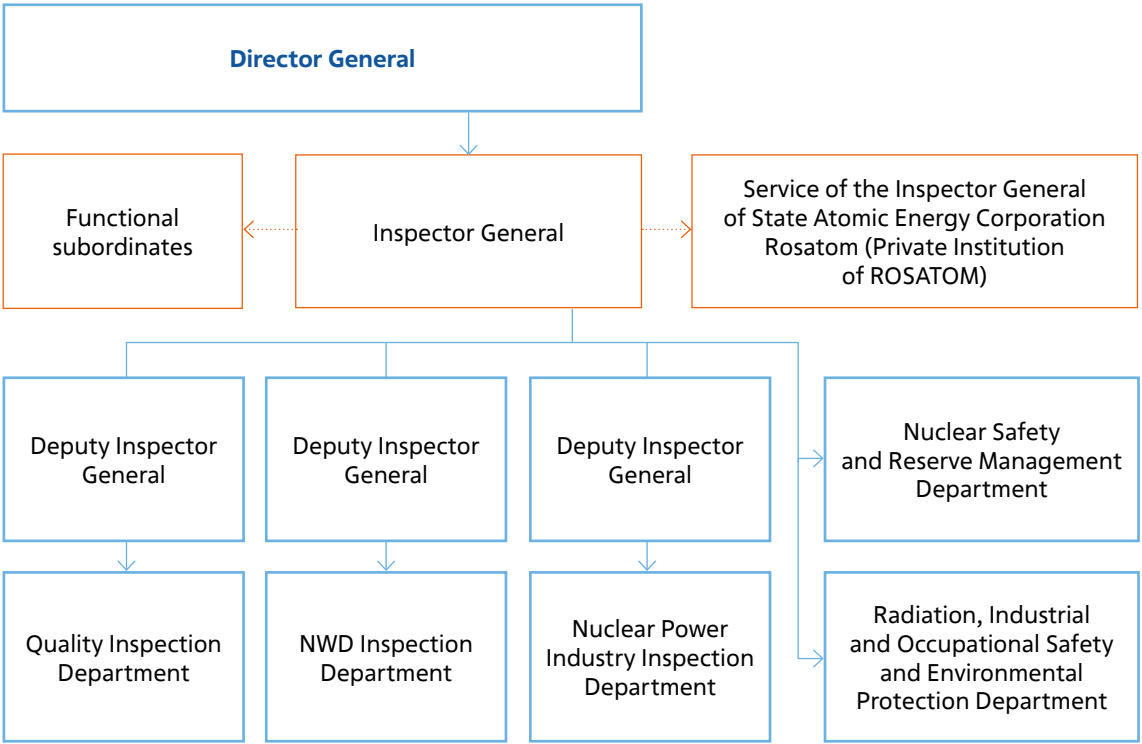 Director General
Functional
subordinates
Inspector General
Service of the Inspector General
of State Atomic Energy Corporation
Rosatom (Private Institution
of ROSATOM)
Deputy Inspector
General
Deputy Inspector
General
Deputy Inspector
General
Nuclear Safety
and Reserve Management
Department
Quality Inspection
Department
NWD Inspection
Department
Nuclear Power
Industry Inspection
Department
Radiation, Industrial
and Occupational Safety
and Environmental
Protection Department